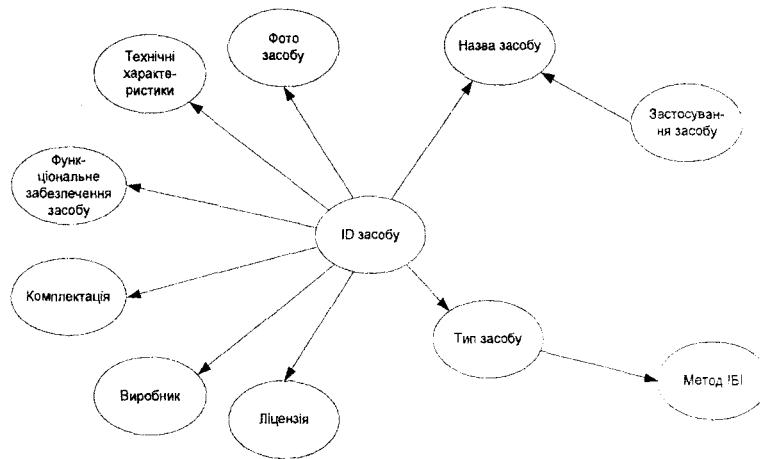 Фото
засобу
Назва засобу
Технічні
характе-
ристики
Застосуван-
ня засобу
Функ-
ціональне
забезпечення
засобу
ID засобу
Комплектація
Тип засобу
Метод
Виробник
Ліцензія